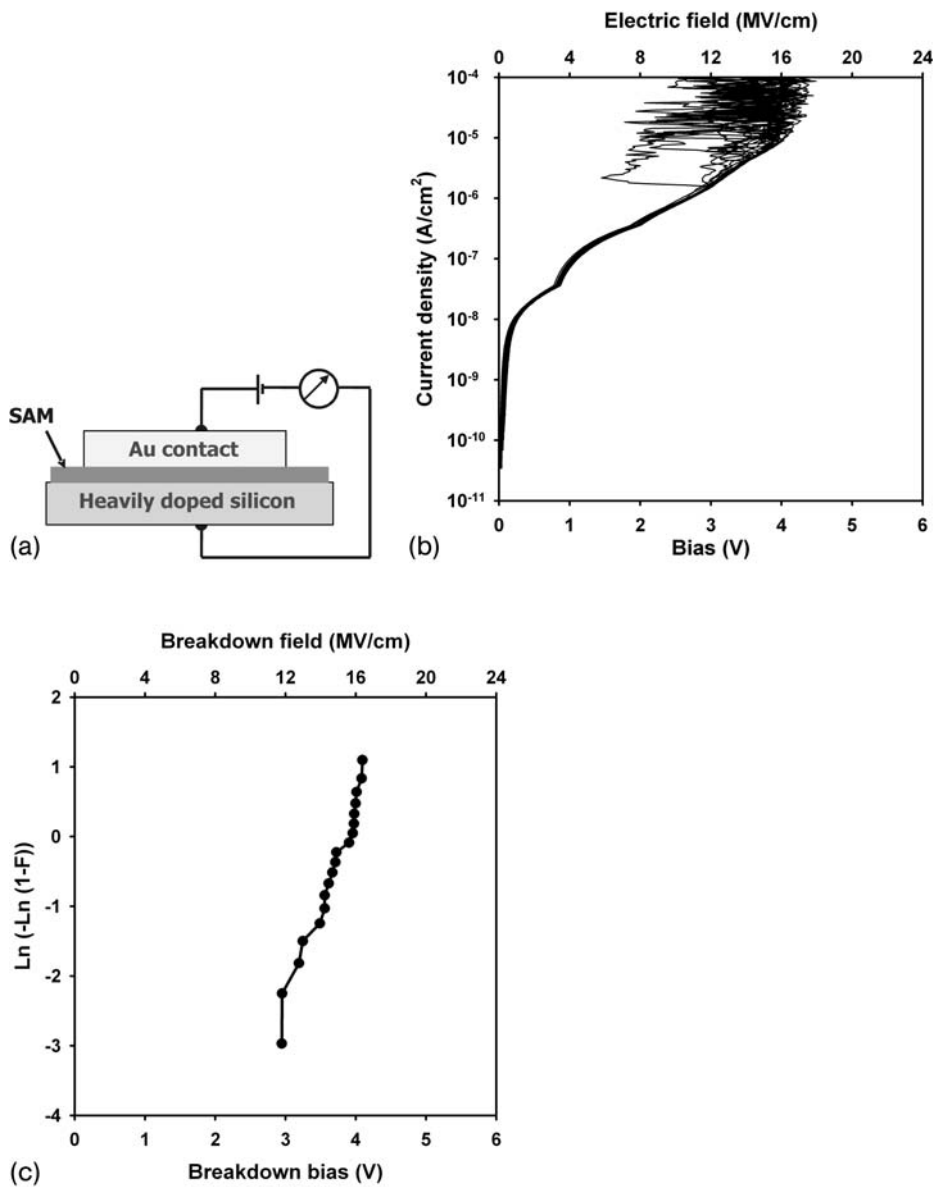 SAM
Au contact
Heavily doped silicon
(a)
Electric field (MV/cm)
0 4 8 12 16 20 24
10-4
10-5
10-6
10-7
10-8
10-9
10-10
10-11
Current density (A/cm2)
0 1 2 3 4 5 6
Bias (V)
(b)
Breakdown field (MV/cm)
0 4 8 12 16 20 24
2
1
0
-1
-2
-3
-4
Ln (-Ln (1-F))
0 1 2 3 4 5 6
Breakdown bias (V)
(c)